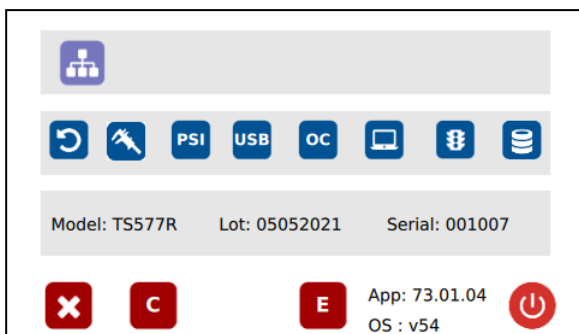 PSI USB OC
Model: TS577R Lot: 05052021 Serial: 001007
C E App: 73.01.04
OS : v54